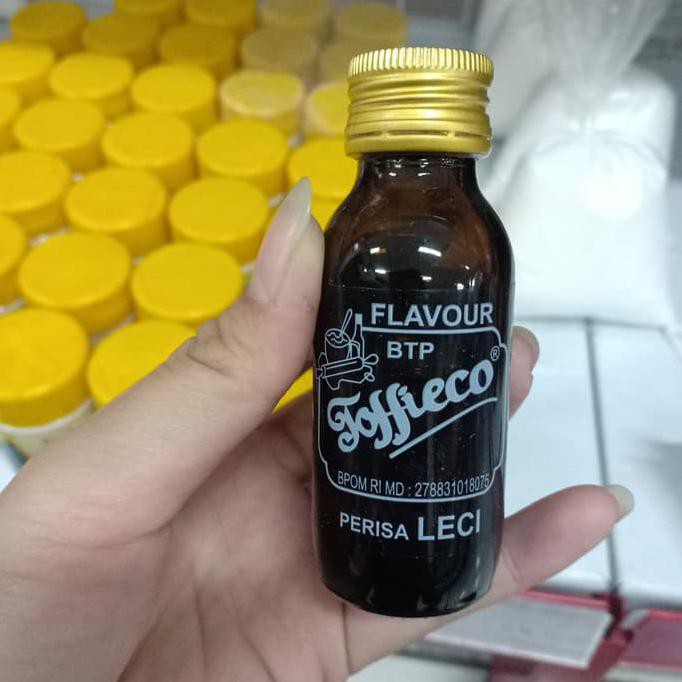 FLAVOUR
BTP
Toffieco®
BPOM RI MD : 278831018075
PERISA LECI